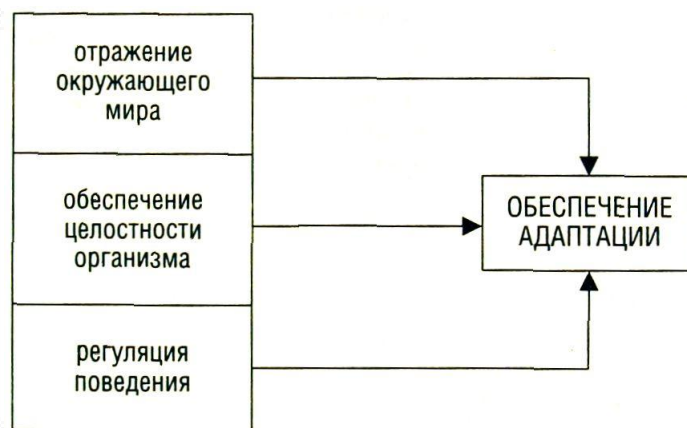 отражение
окружающего
мира
обеспечение
целостности
организма
регуляция
поведения
ОБЕСПЕЧЕНИЕ
АДАПТАЦИИ